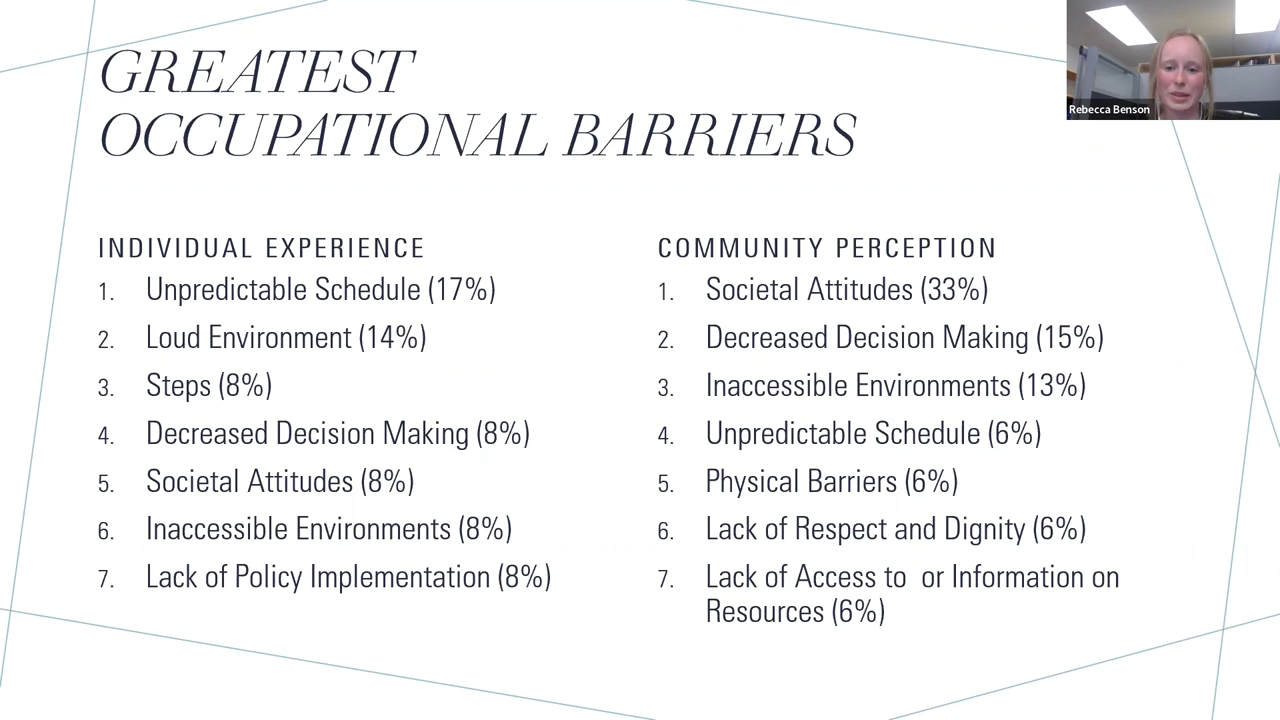 GREATEST
OCCUPATIONAL BARRIERS
Rebecca Benson
INDIVIDUAL EXPERIENCE
1. Unpredictable Schedule (17%)
2. Loud Environment (14%)
3. Steps (8%)
4. Decreased Decision Making (8%)
5. Societal Attitudes (8%)
6. Inaccessible Environments (8%)
7. Lack of Policy Implementation (8%)
COMMUNITY PERCEPTION
1. Societal Attitudes (33%)
2. Decreased Decision Making (15%)
3. Inaccessible Environments (13%)
4. Unpredictable Schedule (6%)
5. Physical Barriers (6%)
6. Lack of Respect and Dignity (6%)
7. Lack of Access to  or Information on
Resources (6%)